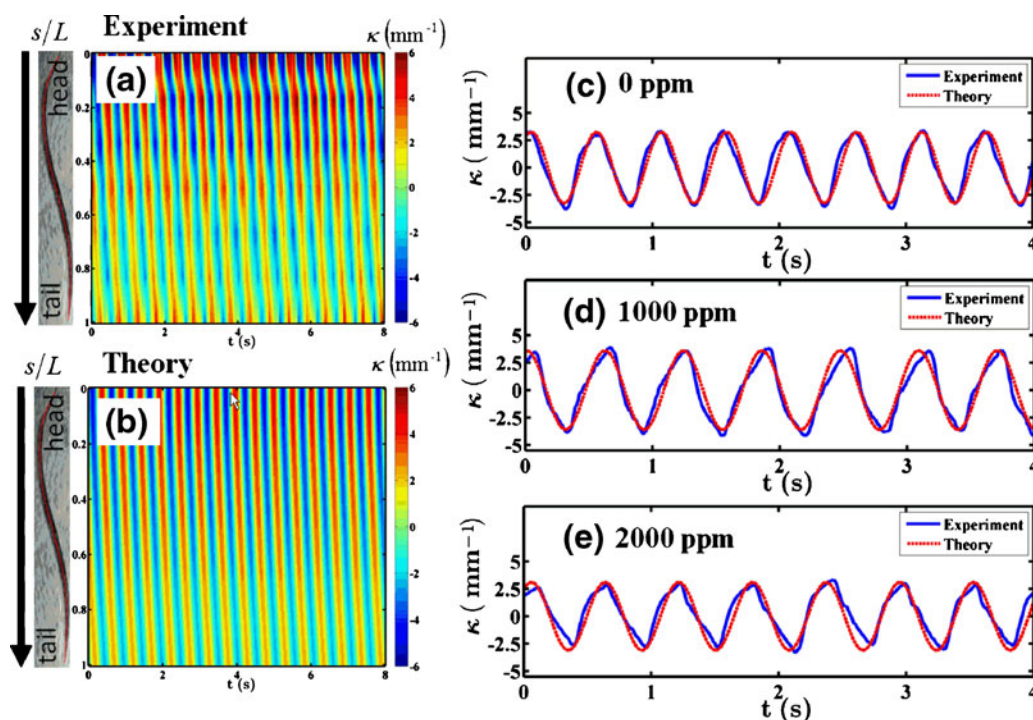 Experiment
s/L
κ (mm⁻¹)
(a)
head
tail
0
0.2
0.4
0.6
0.8
1
0 2 4 6 8
t (s)
6
4
2
0
-2
-4
-6
Theory
s/L
κ (mm⁻¹)
(b)
head
tail
0
0.2
0.4
0.6
0.8
1
0 2 4 6 8
t (s)
6
4
2
0
-2
-4
-6
(c) 0 ppm
Experiment
Theory
κ ( mm⁻¹)
5
2.5
0
-2.5
-5
0 1 2 3 4
t (s)
(d) 1000 ppm
Experiment
Theory
κ ( mm⁻¹)
5
2.5
0
-2.5
-5
0 1 2 3 4
t (s)
(e) 2000 ppm
Experiment
Theory
κ ( mm⁻¹)
5
2.5
0
-2.5
-5
0 1 2 3 4
t (s)